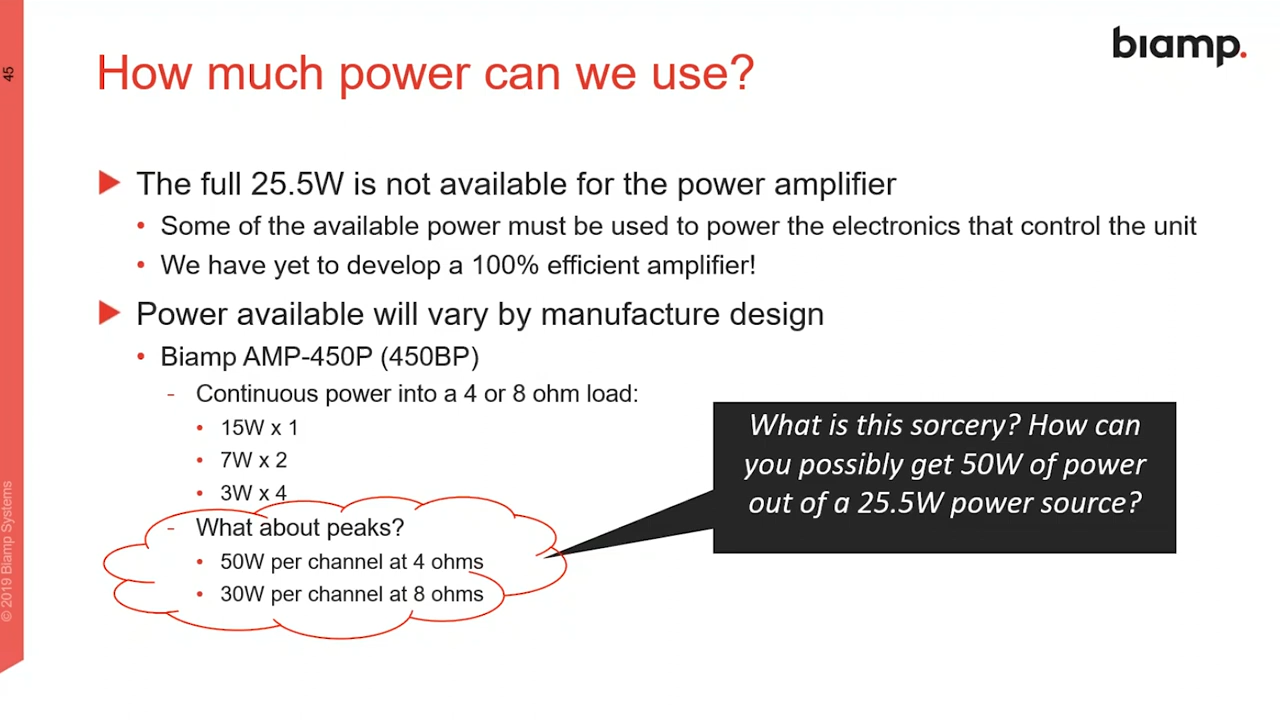 biamp.
45
How much power can we use?
The full 25.5W is not available for the power amplifier
• Some of the available power must be used to power the electronics that control the unit
• We have yet to develop a 100% efficient amplifier!
Power available will vary by manufacture design
• Biamp AMP-450P (450BP)
- Continuous power into a 4 or 8 ohm load:
• 15W x 1
• 7W x 2
• 3W x 4
- What about peaks?
• 50W per channel at 4 ohms
• 30W per channel at 8 ohms
What is this sorcery? How can
you possibly get 50W of power
out of a 25.5W power source?
© 2019 Biamp Systems